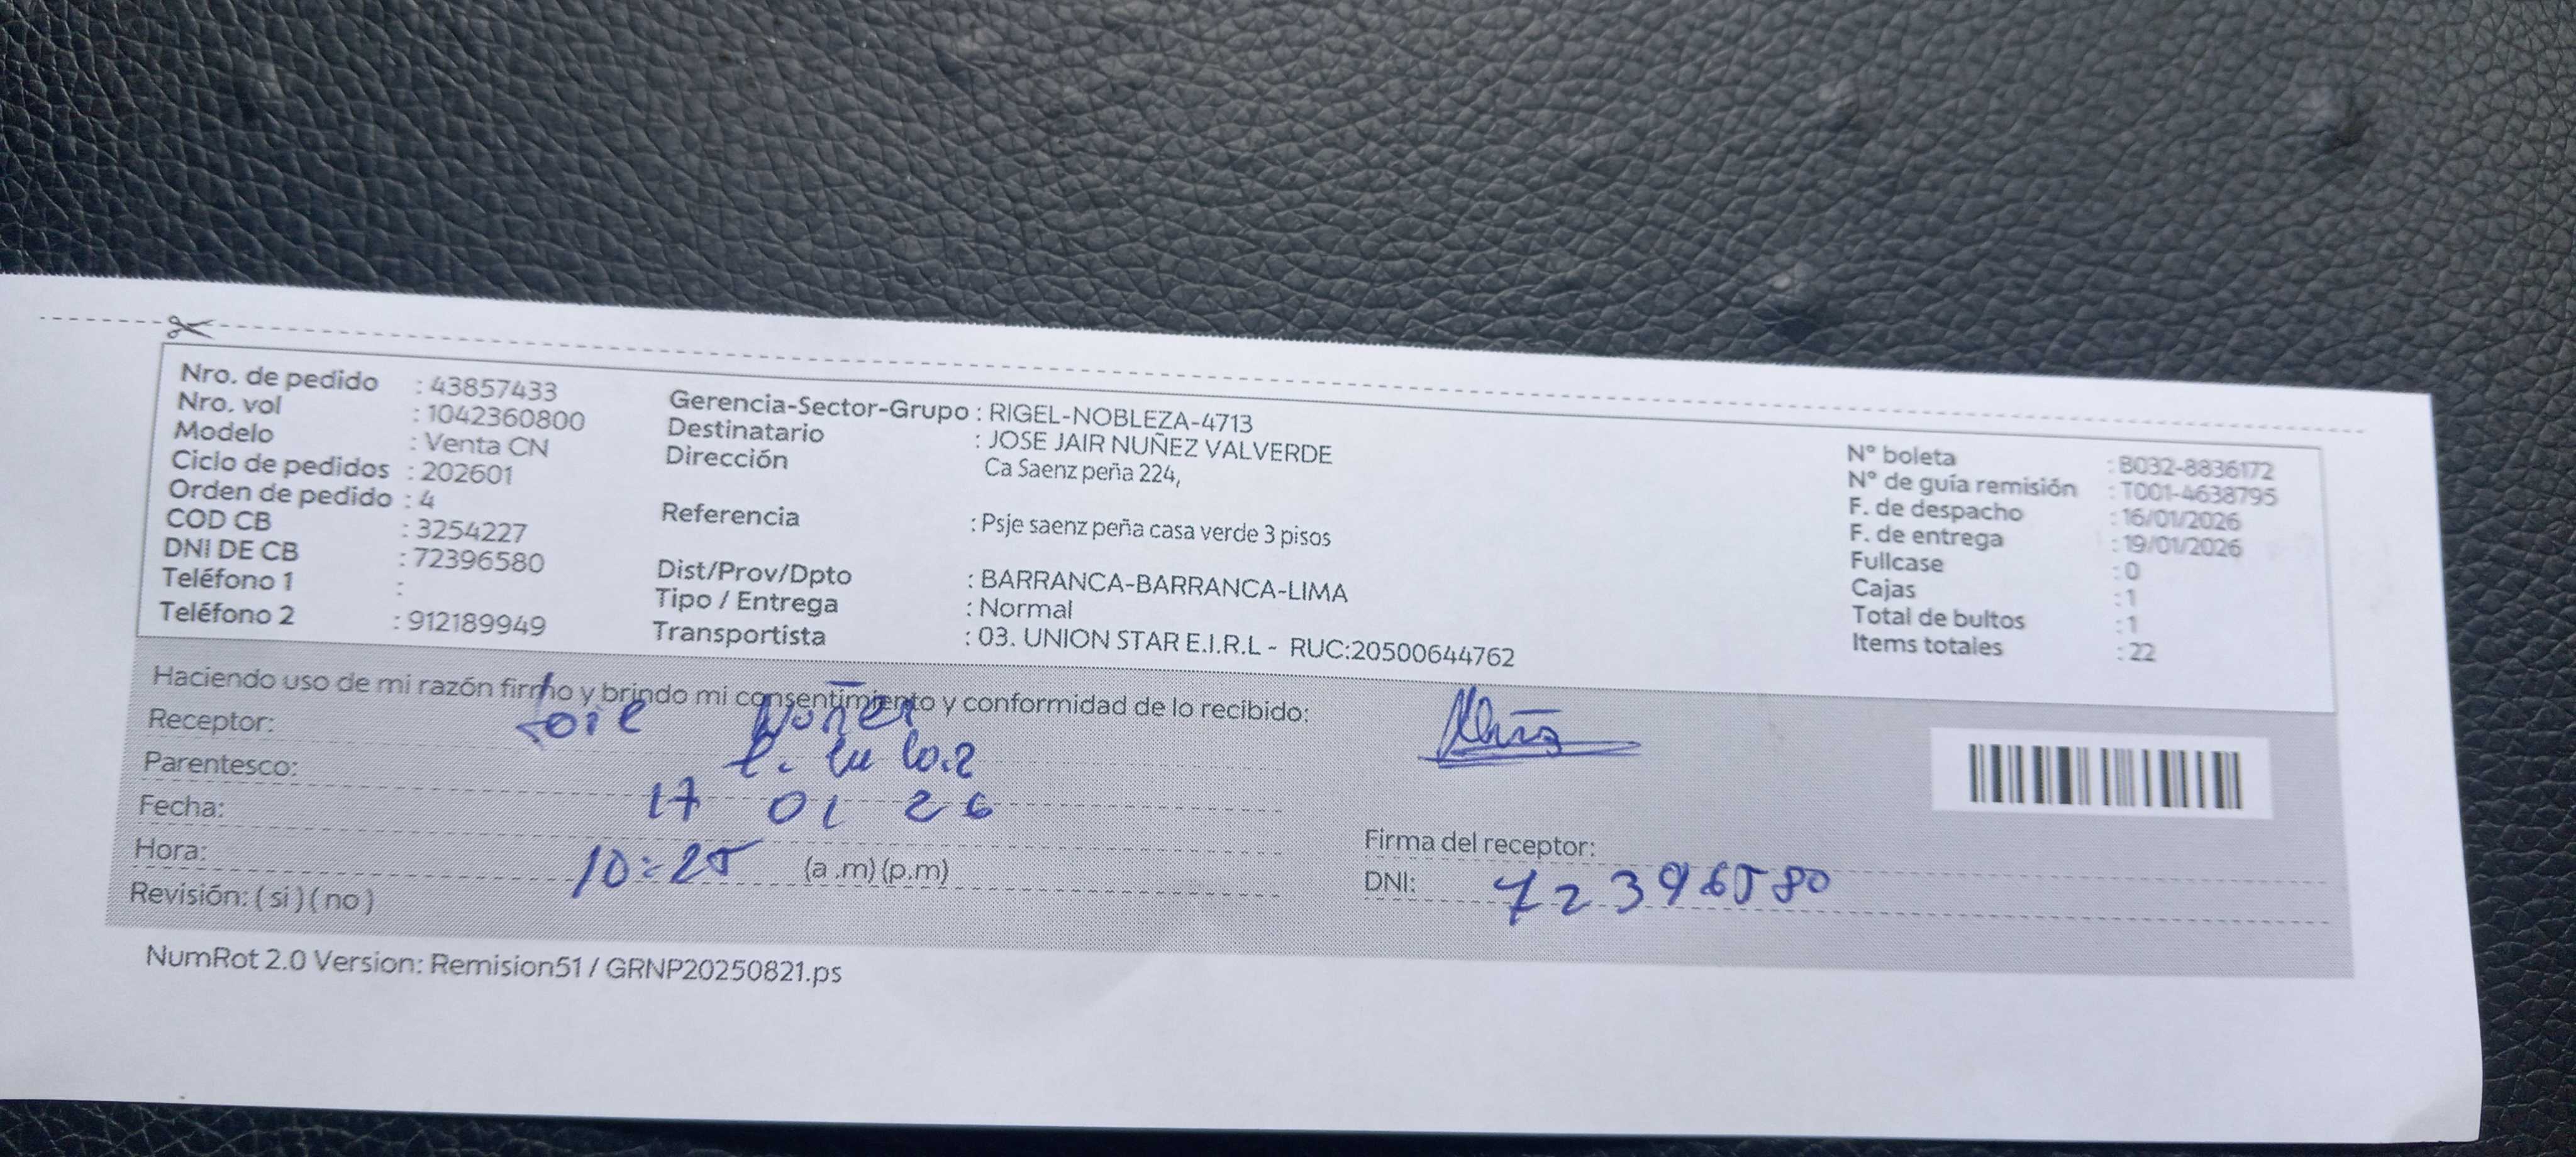 Nro. de pedido : 43857433
Nro. vol : 1042360800
Modelo : Venta CN
Ciclo de pedidos : 202601
Orden de pedido : 4
COD CB : 3254227
DNI DE CB : 72396580
Teléfono 1 :
Teléfono 2 : 912189949
Gerencia-Sector-Grupo : RIGEL-NOBLEZA-4713
Destinatario : JOSE JAIR NUÑEZ VALVERDE
Dirección Ca Saenz peña 224,
Referencia : Psje saenz peña casa verde 3 pisos
Dist/Prov/Dpto : BARRANCA-BARRANCA-LIMA
Tipo / Entrega : Normal
Transportista : 03. UNION STAR E.I.R.L - RUC:20500644762
N° boleta : B032-8836172
N° de guía remisión : T001-4638795
F. de despacho : 16/01/2026
F. de entrega : 19/01/2026
Fullcase : 0
Cajas : 1
Total de bultos : 1
Items totales : 22
Haciendo uso de mi razón firmo y brindo mi consentimiento y conformidad de lo recibido:
Receptor: Nuñez
Parentesco:
Fecha: 17 01 26
Hora: 10:25 (a.m)(p.m)
Revisión: ( si ) ( no )
Firma del receptor:
DNI: 72396580
NumRot 2.0 Version: Remision51 / GRNP20250821.ps